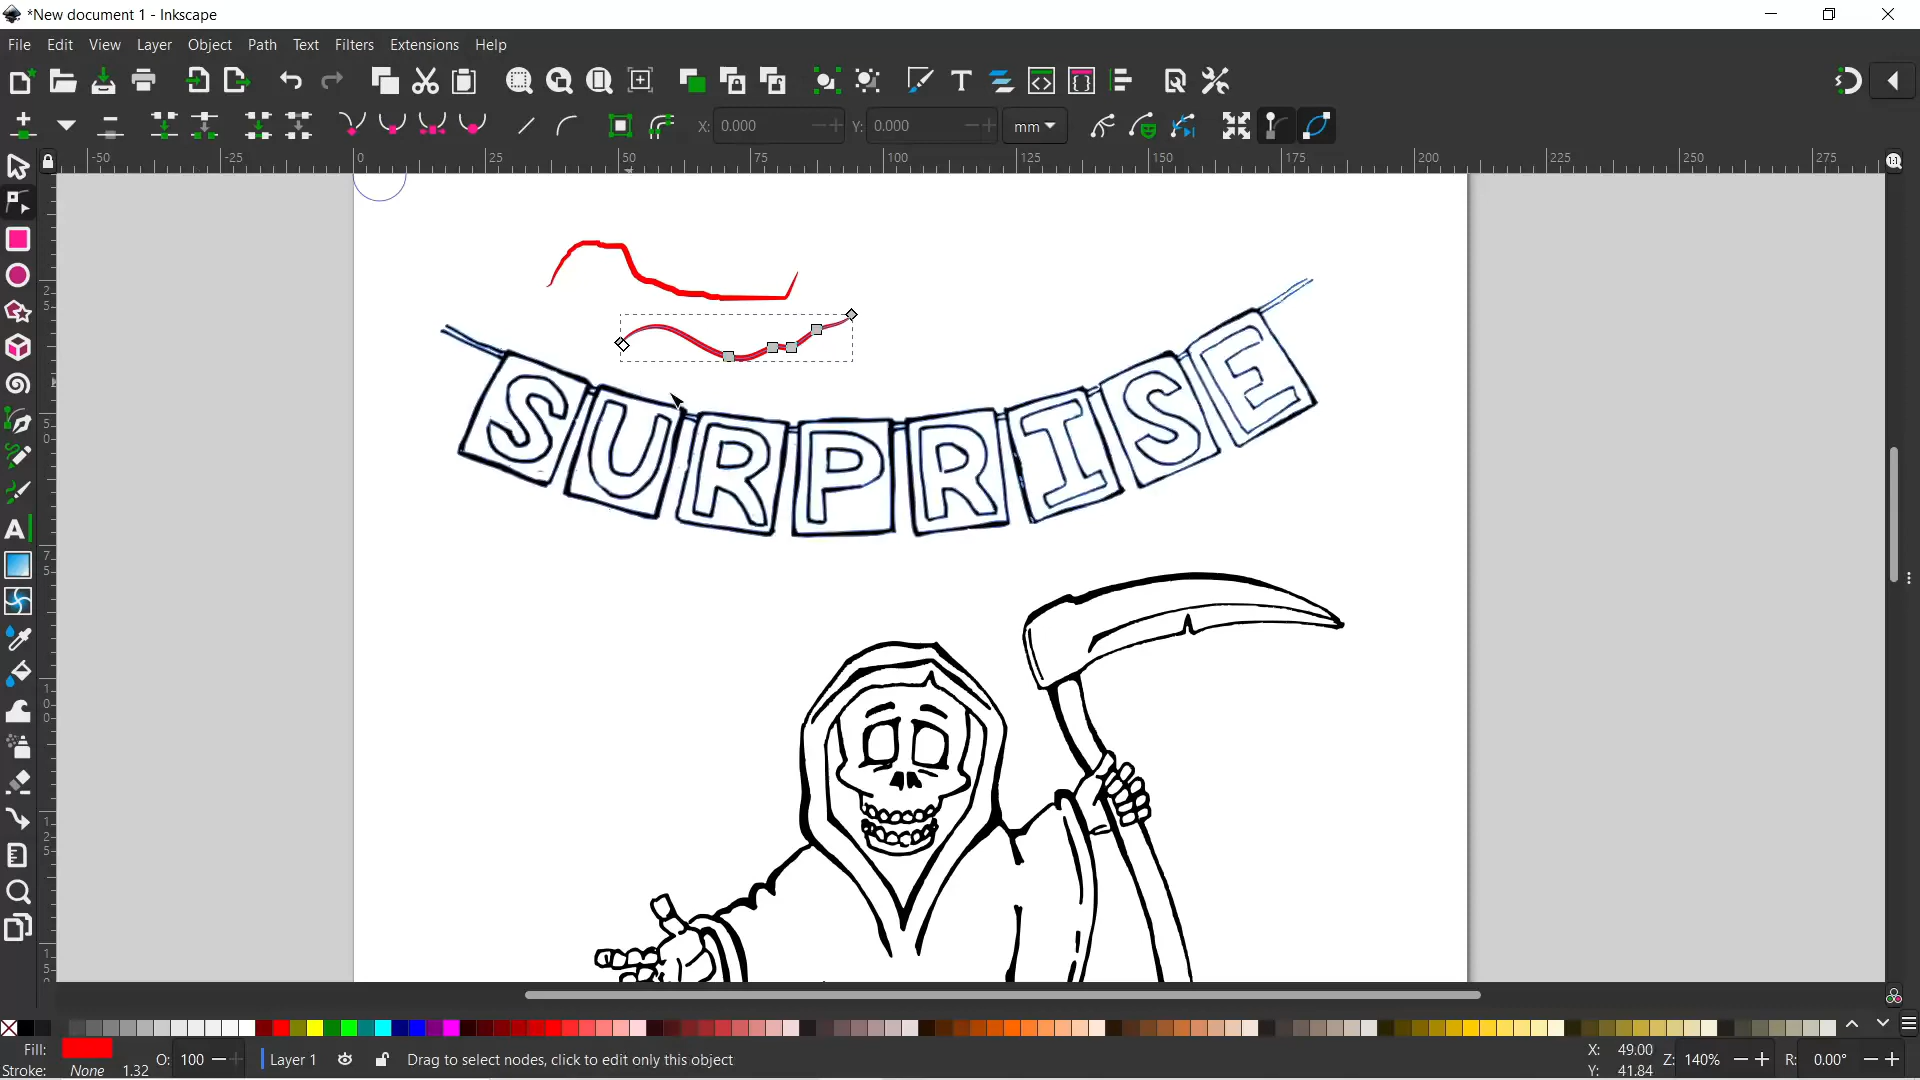 *New document 1 - Inkscape
File Edit View Layer Object Path Text Filters Extensions Help
X: 0.000 Y: 0.000 mm
-50 -25 0 25 50 75 100 125 150 175 200 225 250 275
SURPRISE
Fill: O: 100 Layer 1 Drag to select nodes, click to edit only this object X: 49.00 Z: 140% R: 0.00°
Stroke: None 1.32 Y: 41.84